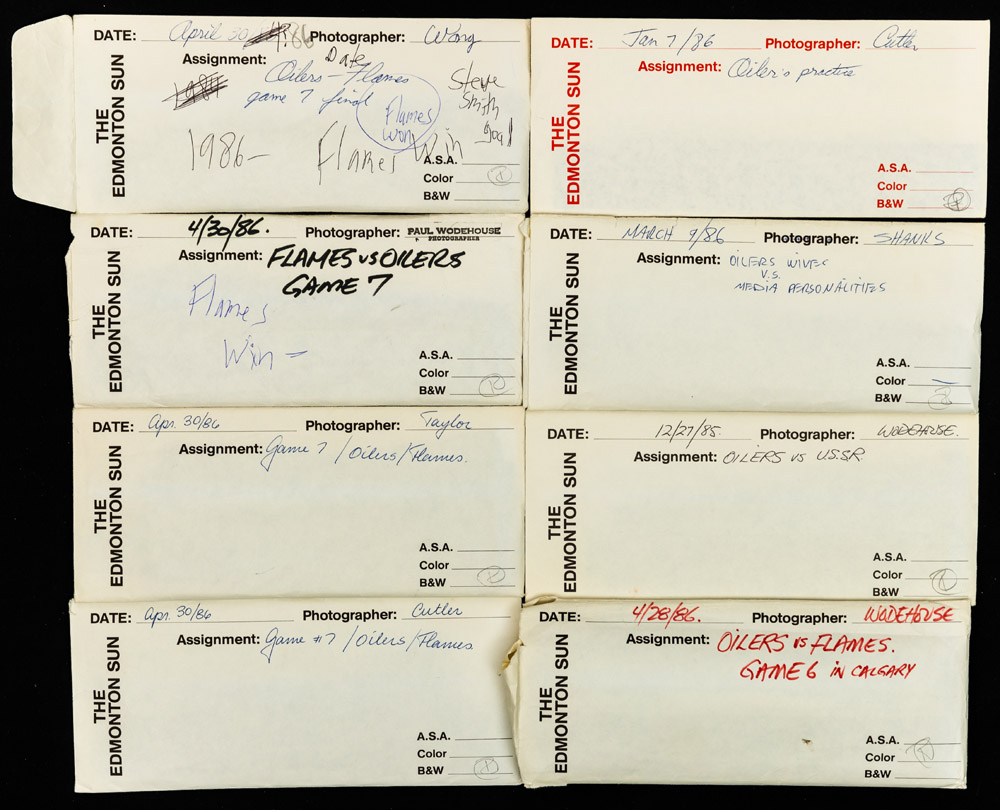 DATE: April 30 86 Photographer: Wong
Assignment: Date
Oilers - Flames
game 7 final
1984
Flames
won
Steve
Smith
goal
1986- Flames Win
A.S.A.
Color
B&W
THE
EDMONTON SUN
DATE: Jan 7/86 Photographer: Cutler
Assignment: Oiler's practice
A.S.A.
Color
B&W
THE
EDMONTON SUN
DATE: 4/30/86. Photographer: PAUL WODEHOUSE
PHOTOGRAPHER
Assignment: FLAMES VS OILERS
GAME 7
Flames
Win -
A.S.A.
Color
B&W
THE
EDMONTON SUN
DATE: MARCH 9/86 Photographer: SHANKS
Assignment: OILERS WIVES
V.S.
MEDIA PERSONALITIES
A.S.A.
Color
B&W
THE
EDMONTON SUN
DATE: Apr. 30/86 Photographer: Taylor
Assignment: Game 7 / Oilers/Flames.
A.S.A.
Color
B&W
THE
EDMONTON SUN
DATE: 12/27/85. Photographer: WODEHOUSE.
Assignment: OILERS VS U.S.S.R.
A.S.A.
Color
B&W
THE
EDMONTON SUN
DATE: Apr. 30/86 Photographer: Cutler
Assignment: Game #7 / Oilers/Flames
A.S.A.
Color
B&W
THE
EDMONTON SUN
DATE: 4/28/86. Photographer: WODEHOUSE
Assignment: OILERS VS FLAMES.
GAME 6 IN CALGARY
A.S.A.
Color
B&W
THE
EDMONTON SUN